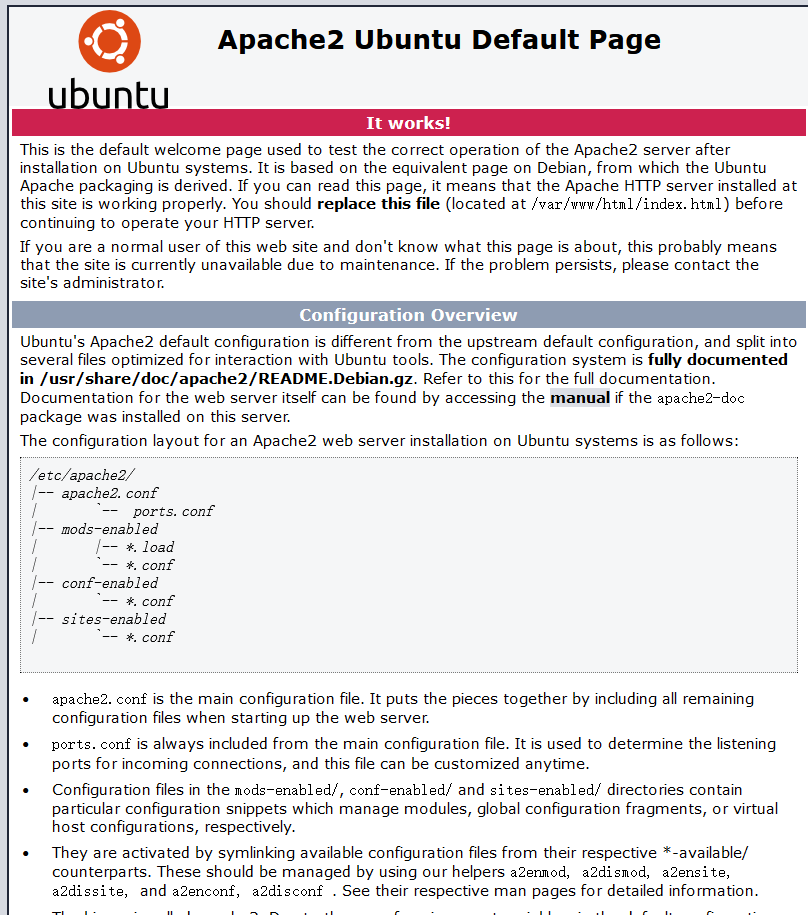 ubuntu
Apache2 Ubuntu Default Page
It works!
This is the default welcome page used to test the correct operation of the Apache2 server after
installation on Ubuntu systems. It is based on the equivalent page on Debian, from which the Ubuntu
Apache packaging is derived. If you can read this page, it means that the Apache HTTP server installed at
this site is working properly. You should replace this file (located at /var/www/html/index.html) before
continuing to operate your HTTP server.
If you are a normal user of this web site and don't know what this page is about, this probably means
that the site is currently unavailable due to maintenance. If the problem persists, please contact the
site's administrator.
Configuration Overview
Ubuntu's Apache2 default configuration is different from the upstream default configuration, and split into
several files optimized for interaction with Ubuntu tools. The configuration system is fully documented
in /usr/share/doc/apache2/README.Debian.gz. Refer to this for the full documentation.
Documentation for the web server itself can be found by accessing the manual if the apache2-doc
package was installed on this server.
The configuration layout for an Apache2 web server installation on Ubuntu systems is as follows:
/etc/apache2/
|-- apache2.conf
|       `--  ports.conf
|-- mods-enabled
|       |-- *.load
|       `-- *.conf
|-- conf-enabled
|       `-- *.conf
|-- sites-enabled
|       `-- *.conf
• apache2.conf is the main configuration file. It puts the pieces together by including all remaining
configuration files when starting up the web server.
• ports.conf is always included from the main configuration file. It is used to determine the listening
ports for incoming connections, and this file can be customized anytime.
• Configuration files in the mods-enabled/, conf-enabled/ and sites-enabled/ directories contain
particular configuration snippets which manage modules, global configuration fragments, or virtual
host configurations, respectively.
• They are activated by symlinking available configuration files from their respective *-available/
counterparts. These should be managed by using our helpers a2enmod, a2dismod, a2ensite,
a2dissite, and a2enconf, a2disconf . See their respective man pages for detailed information.